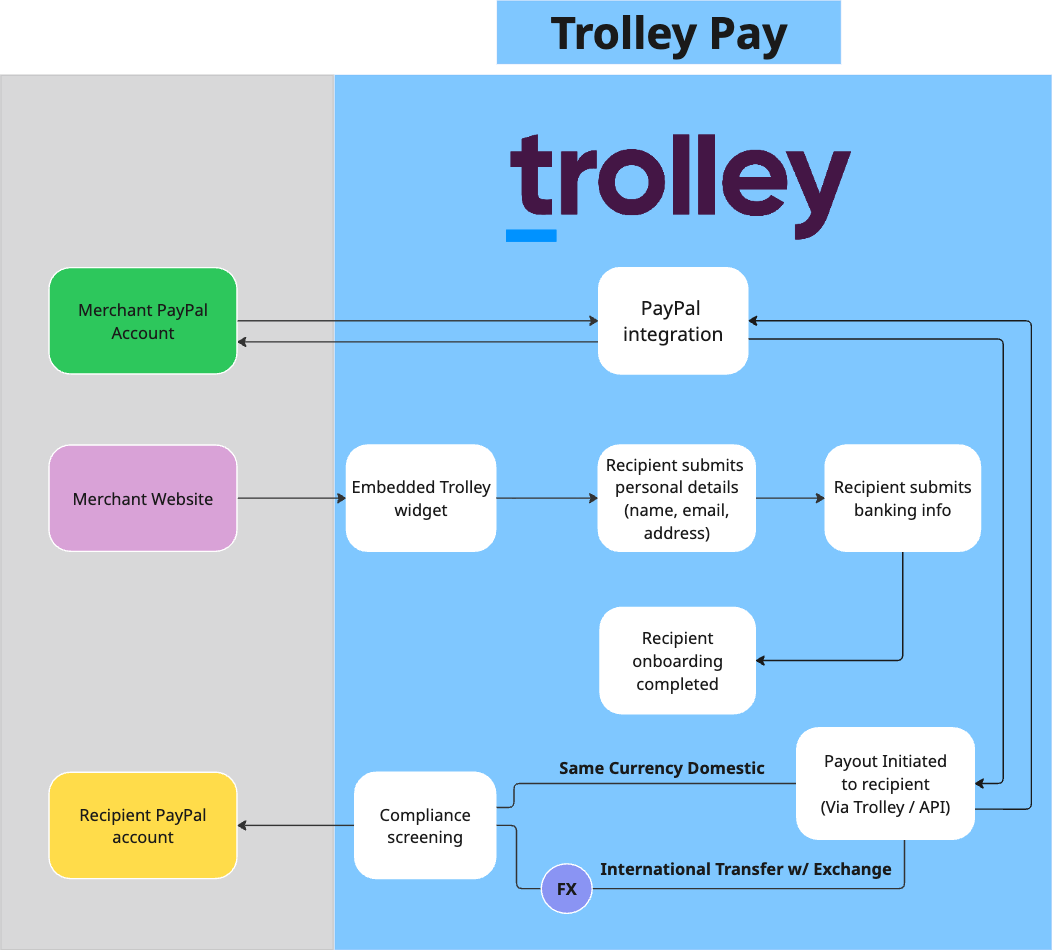 Trolley Pay
trolley
Merchant PayPal
Account
PayPal
integration
Merchant Website
Embedded Trolley
widget
Recipient submits
personal details
(name, email,
address)
Recipient submits
banking info
Recipient
onboarding
completed
Payout Initiated
to recipient
(Via Trolley / API)
Same Currency Domestic
Compliance
screening
Recipient PayPal
account
International Transfer w/ Exchange
FX